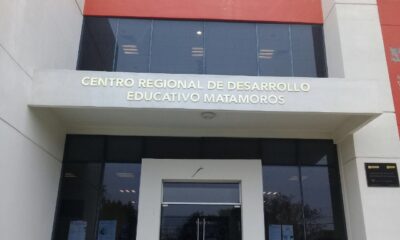 CENTRO REGIONAL DE DESARROLLO
EDUCATIVO MATAMOROS